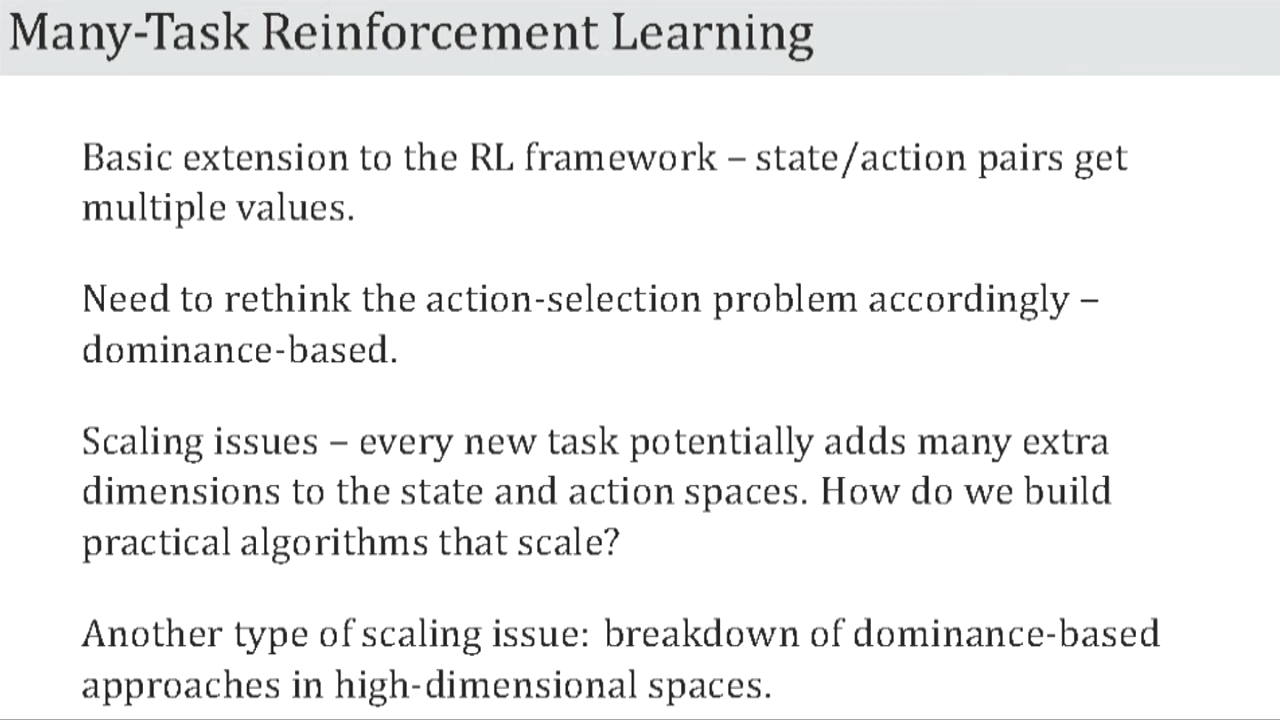 Many-Task Reinforcement Learning
Basic extension to the RL framework – state/action pairs get
multiple values.
Need to rethink the action-selection problem accordingly –
dominance-based.
Scaling issues – every new task potentially adds many extra
dimensions to the state and action spaces. How do we build
practical algorithms that scale?
Another type of scaling issue: breakdown of dominance-based
approaches in high-dimensional spaces.